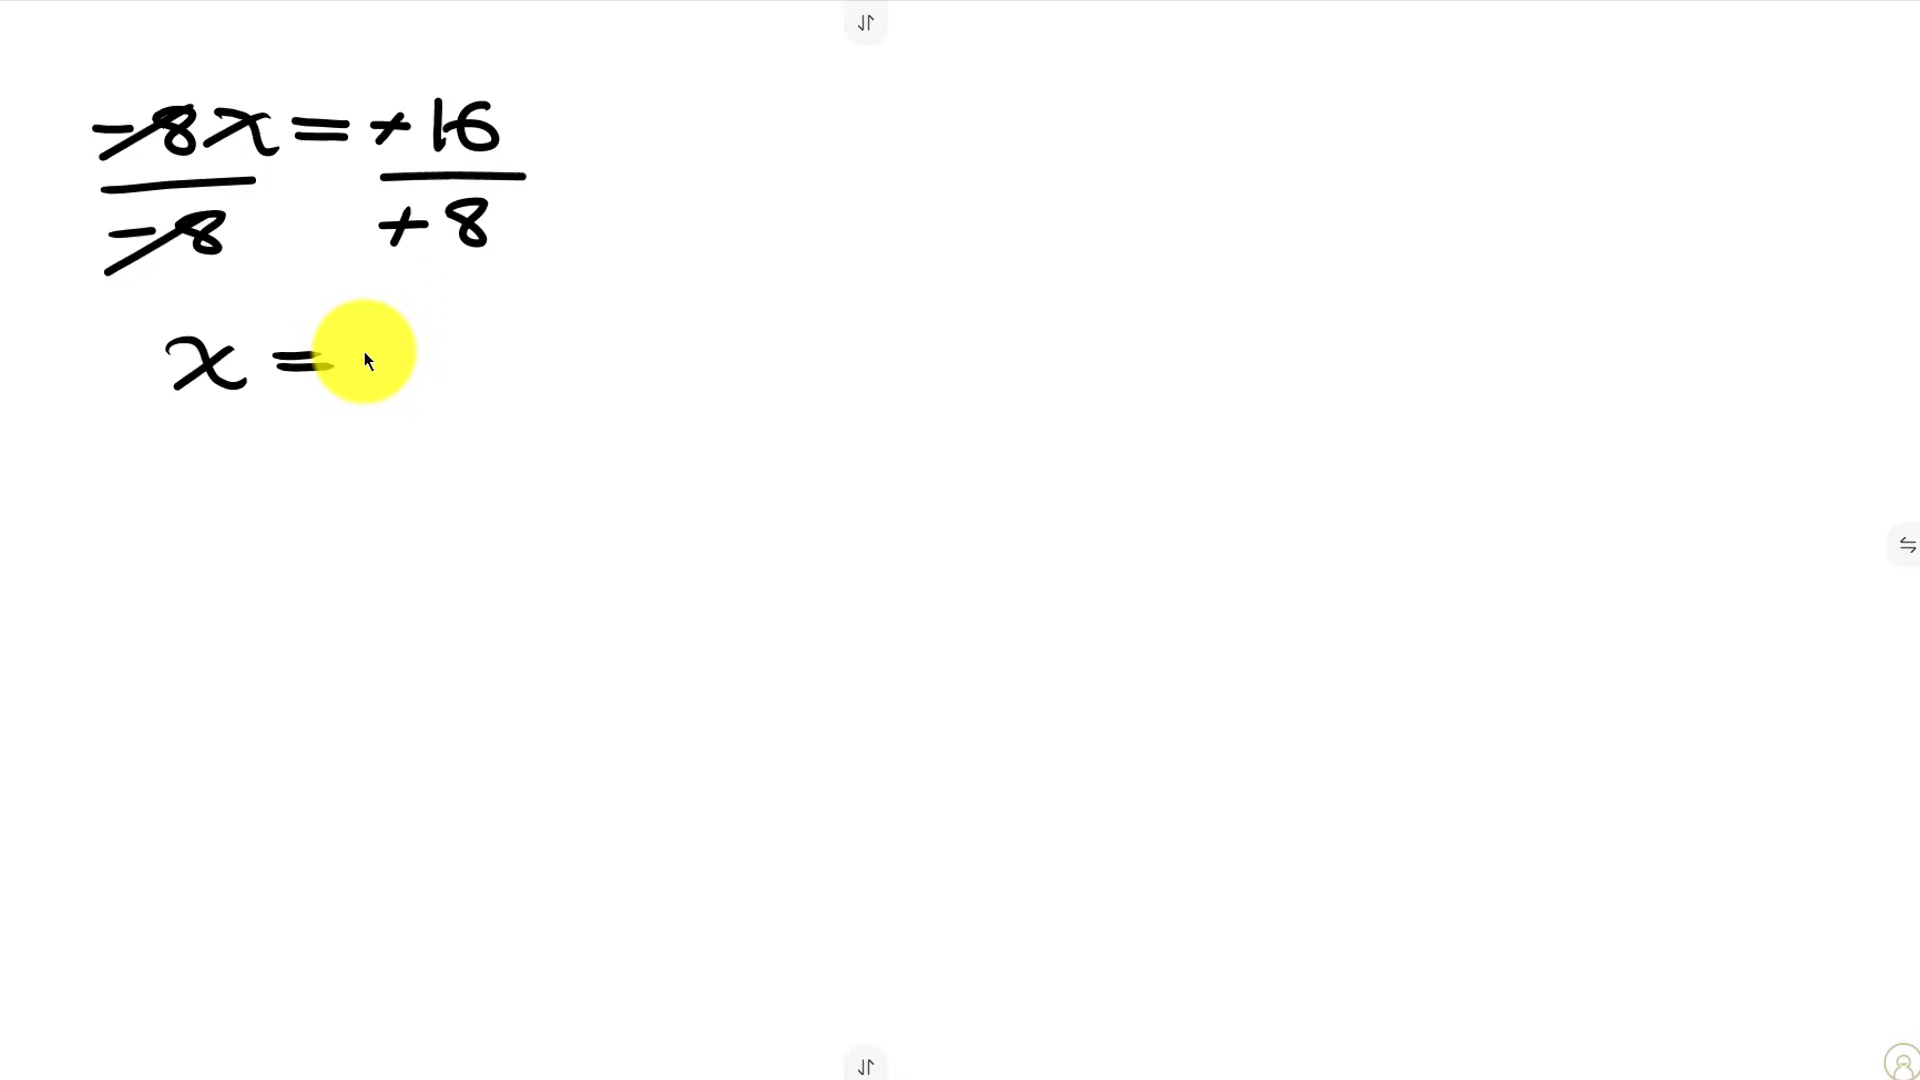 -8x = +16
-8 +8
x =